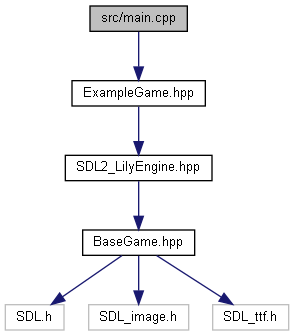 src/main.cpp
ExampleGame.hpp
SDL2_LilyEngine.hpp
BaseGame.hpp
SDL.h
SDL_image.h
SDL_ttf.h